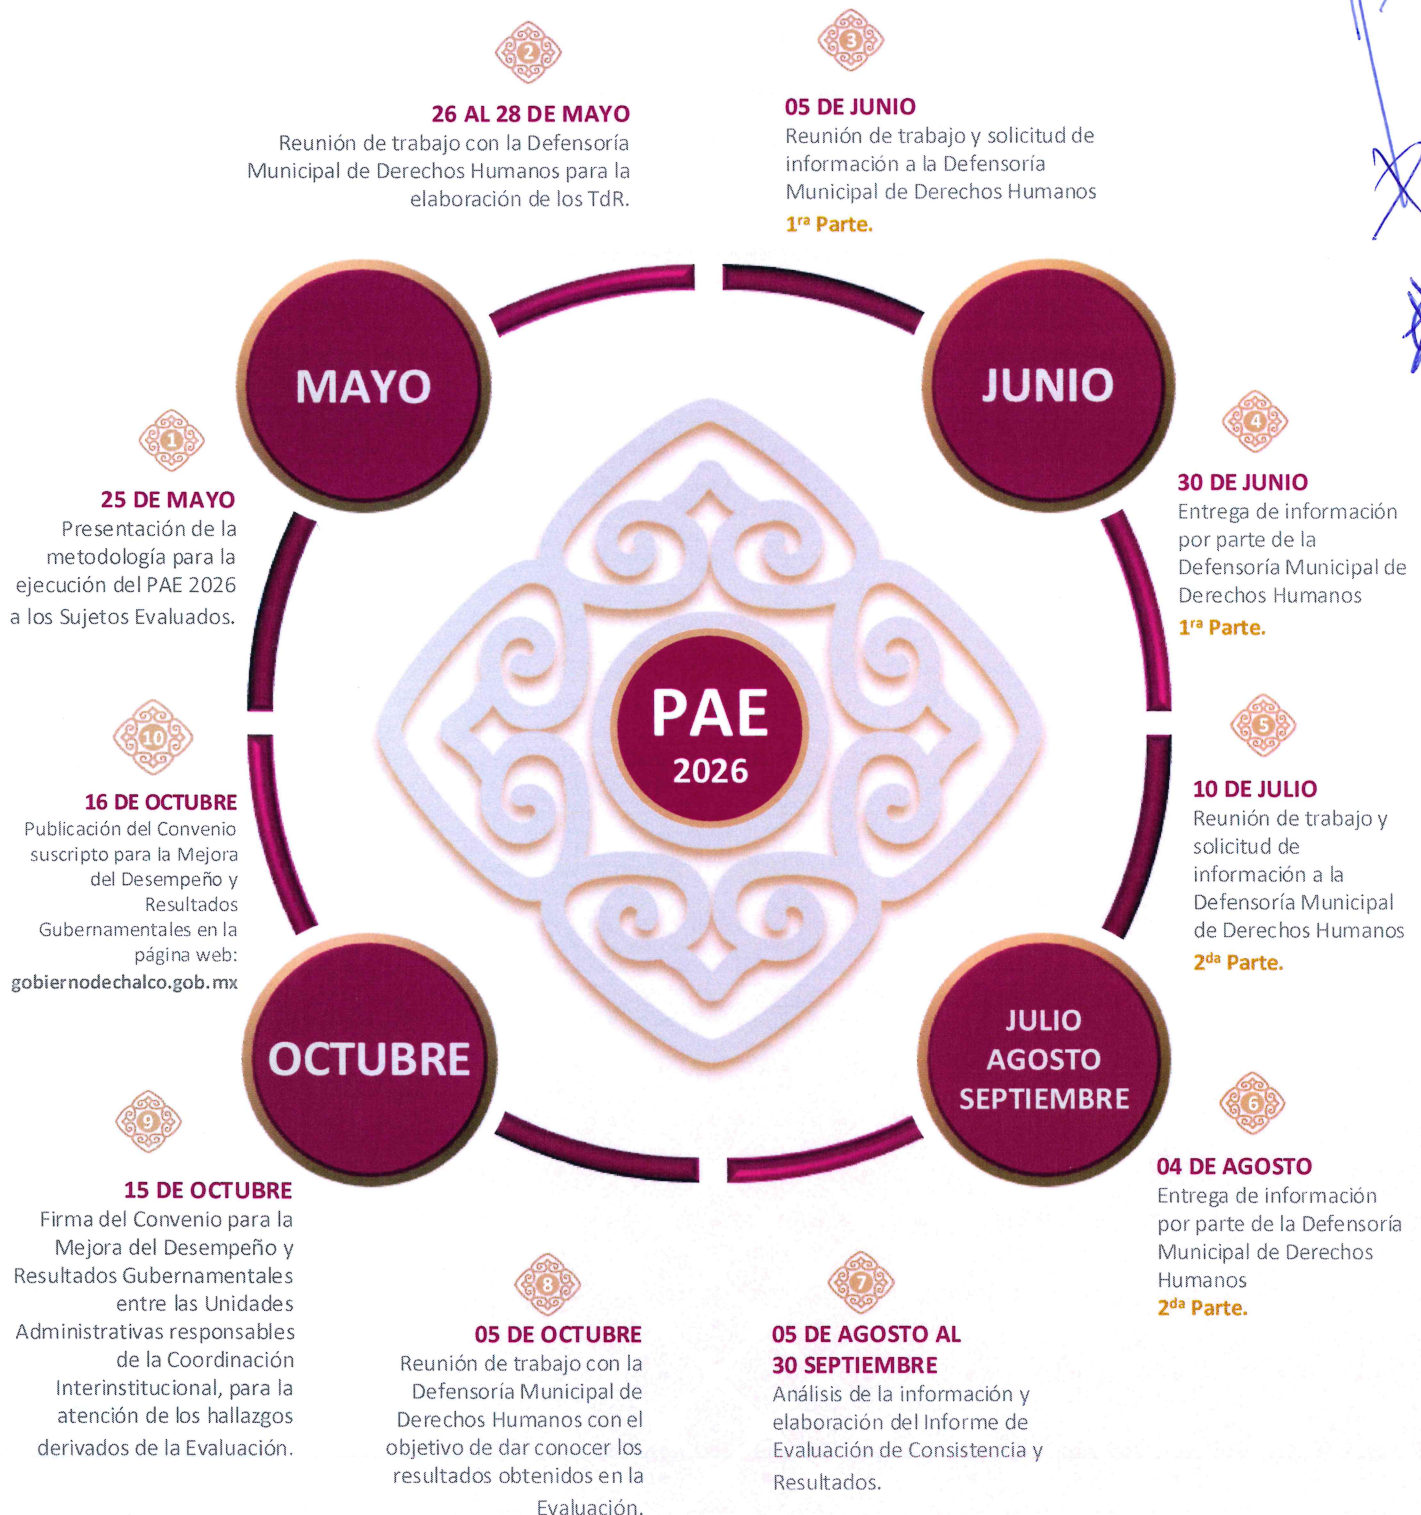 2
26 AL 28 DE MAYO
Reunión de trabajo con la Defensoría
Municipal de Derechos Humanos para la
elaboración de los TdR.
3
05 DE JUNIO
Reunión de trabajo y solicitud de
información a la Defensoría
Municipal de Derechos Humanos
1ra Parte.
MAYO
JUNIO
1
25 DE MAYO
Presentación de la
metodología para la
ejecución del PAE 2026
a los Sujetos Evaluados.
4
30 DE JUNIO
Entrega de información
por parte de la
Defensoría Municipal de
Derechos Humanos
1ra Parte.
PAE
2026
10
16 DE OCTUBRE
Publicación del Convenio
suscripto para la Mejora
del Desempeño y
Resultados
Gubernamentales en la
página web:
gobiernodechalco.gob.mx
5
10 DE JULIO
Reunión de trabajo y
solicitud de
información a la
Defensoría Municipal
de Derechos Humanos
2da Parte.
OCTUBRE
JULIO
AGOSTO
SEPTIEMBRE
9
15 DE OCTUBRE
Firma del Convenio para la
Mejora del Desempeño y
Resultados Gubernamentales
entre las Unidades
Administrativas responsables
de la Coordinación
Interinstitucional, para la
atención de los hallazgos
derivados de la Evaluación.
6
04 DE AGOSTO
Entrega de información
por parte de la Defensoría
Municipal de Derechos
Humanos
2da Parte.
8
05 DE OCTUBRE
Reunión de trabajo con la
Defensoría Municipal de
Derechos Humanos con el
objetivo de dar conocer los
resultados obtenidos en la
Evaluación.
7
05 DE AGOSTO AL
30 SEPTIEMBRE
Análisis de la información y
elaboración del Informe de
Evaluación de Consistencia y
Resultados.